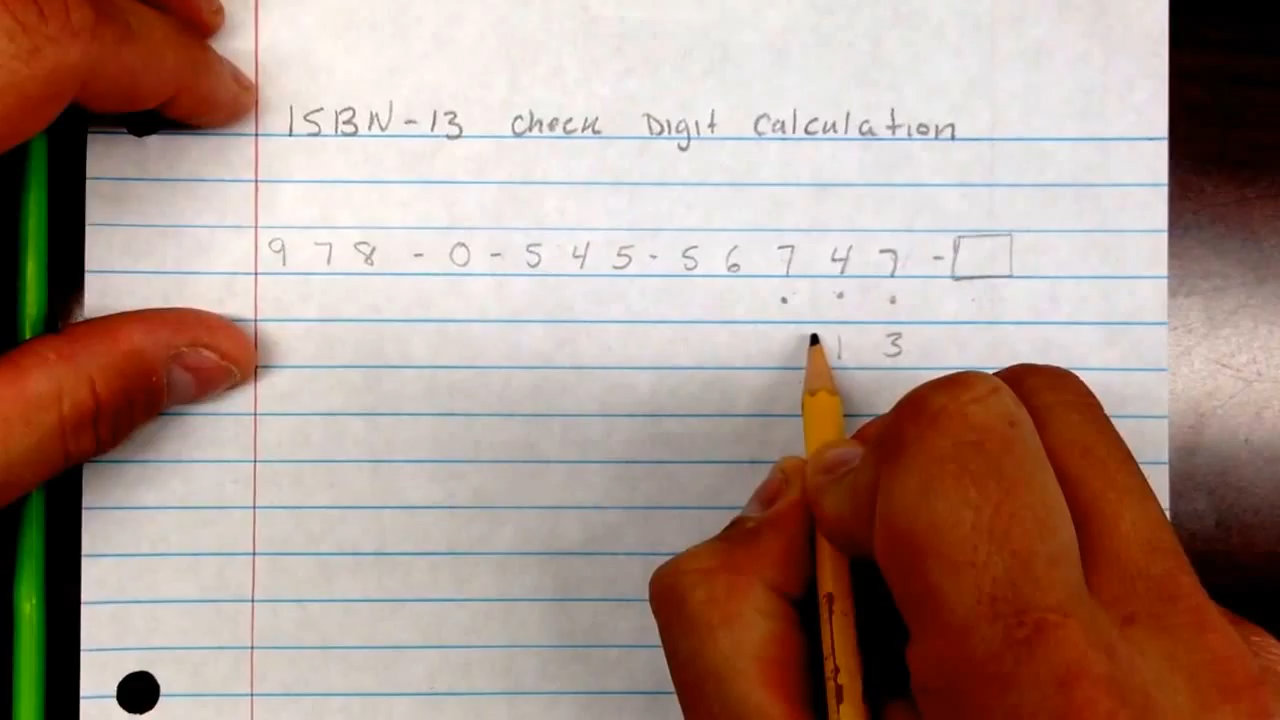 ISBN-13 Check Digit Calculation
978-0-545-56747-
. . .
1 3